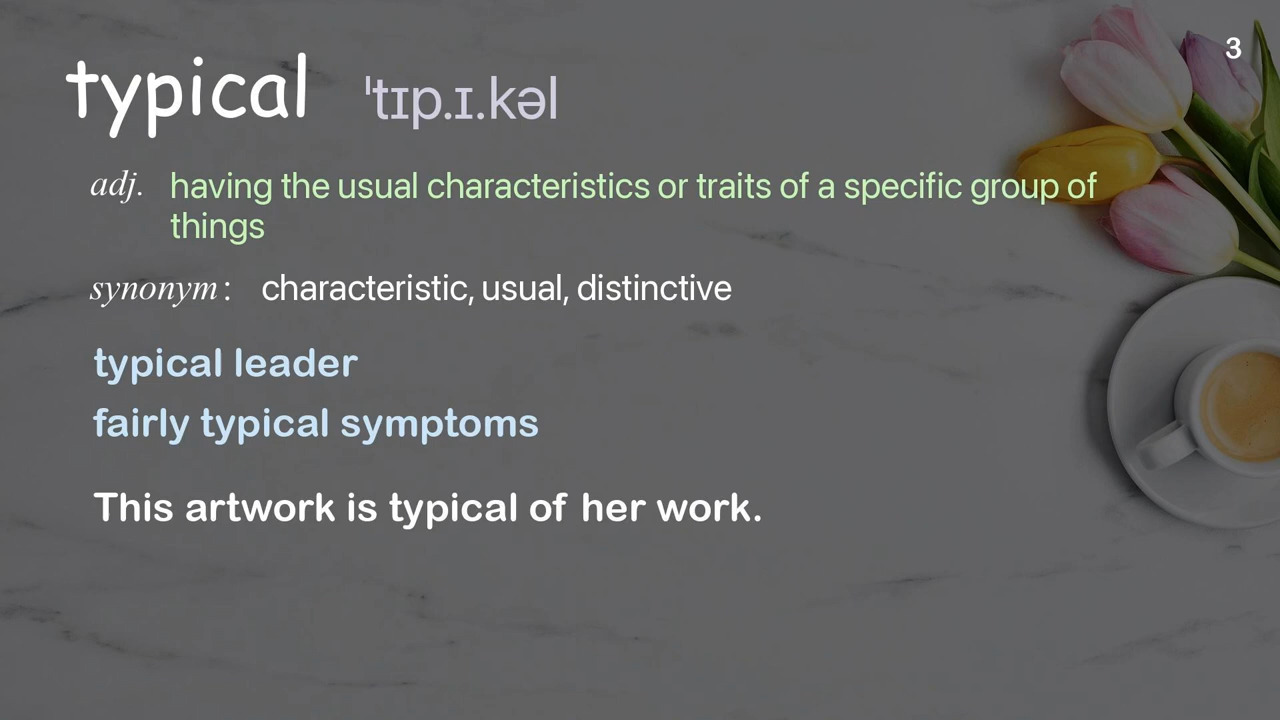 3
typical ˈtɪp.ɪ.kəl
adj. having the usual characteristics or traits of a specific group of
things
synonym: characteristic, usual, distinctive
typical leader
fairly typical symptoms
This artwork is typical of her work.